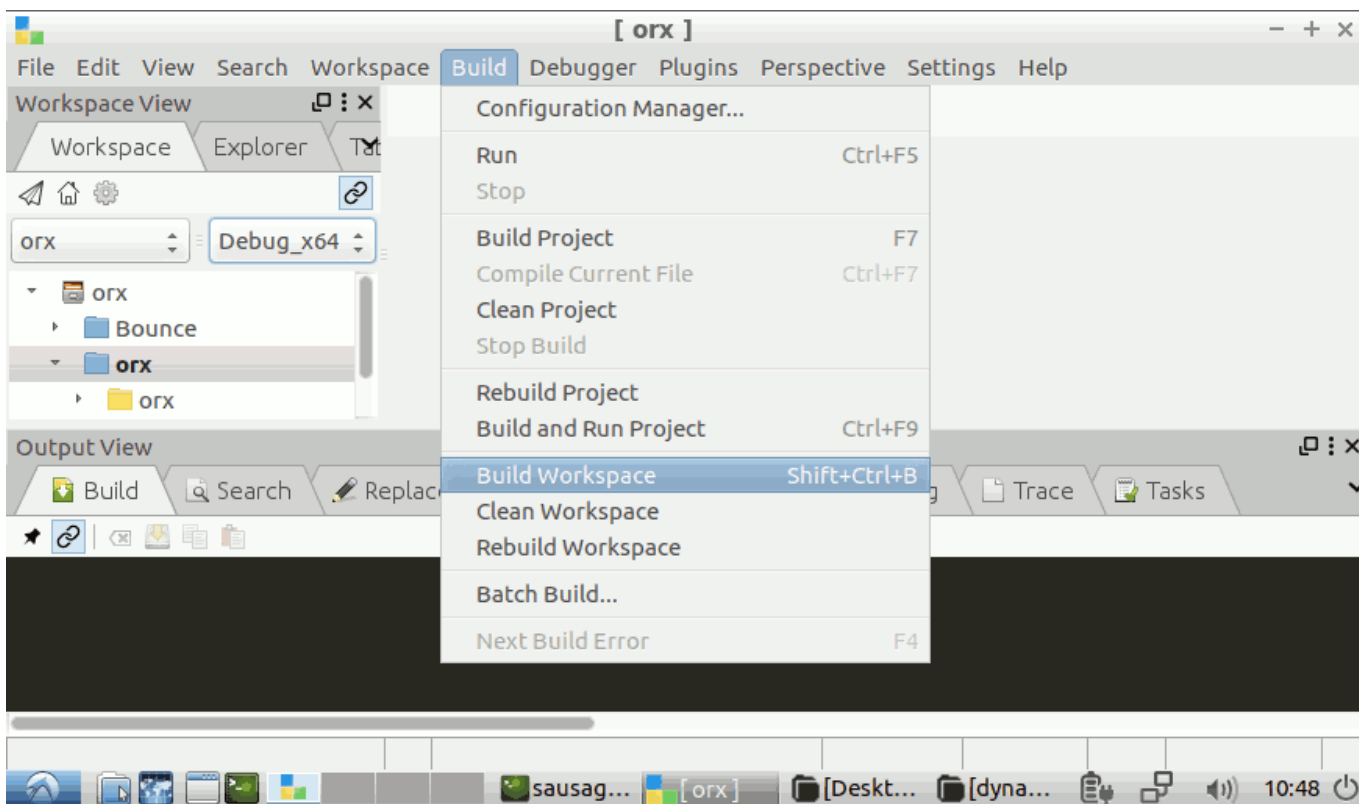 [ orx ]
File Edit View Search Workspace Build Debugger Plugins Perspective Settings Help
Workspace View
Workspace Explorer
orx Debug_x64
orx
Bounce
orx
orx
Configuration Manager...
Run Ctrl+F5
Stop
Build Project F7
Compile Current File Ctrl+F7
Clean Project
Stop Build
Rebuild Project
Build and Run Project Ctrl+F9
Build Workspace Shift+Ctrl+B
Clean Workspace
Rebuild Workspace
Batch Build...
Next Build Error F4
Output View
Build Search Replac Trace Tasks
sausag... [ orx ] [Deskt... [dyna... 10:48